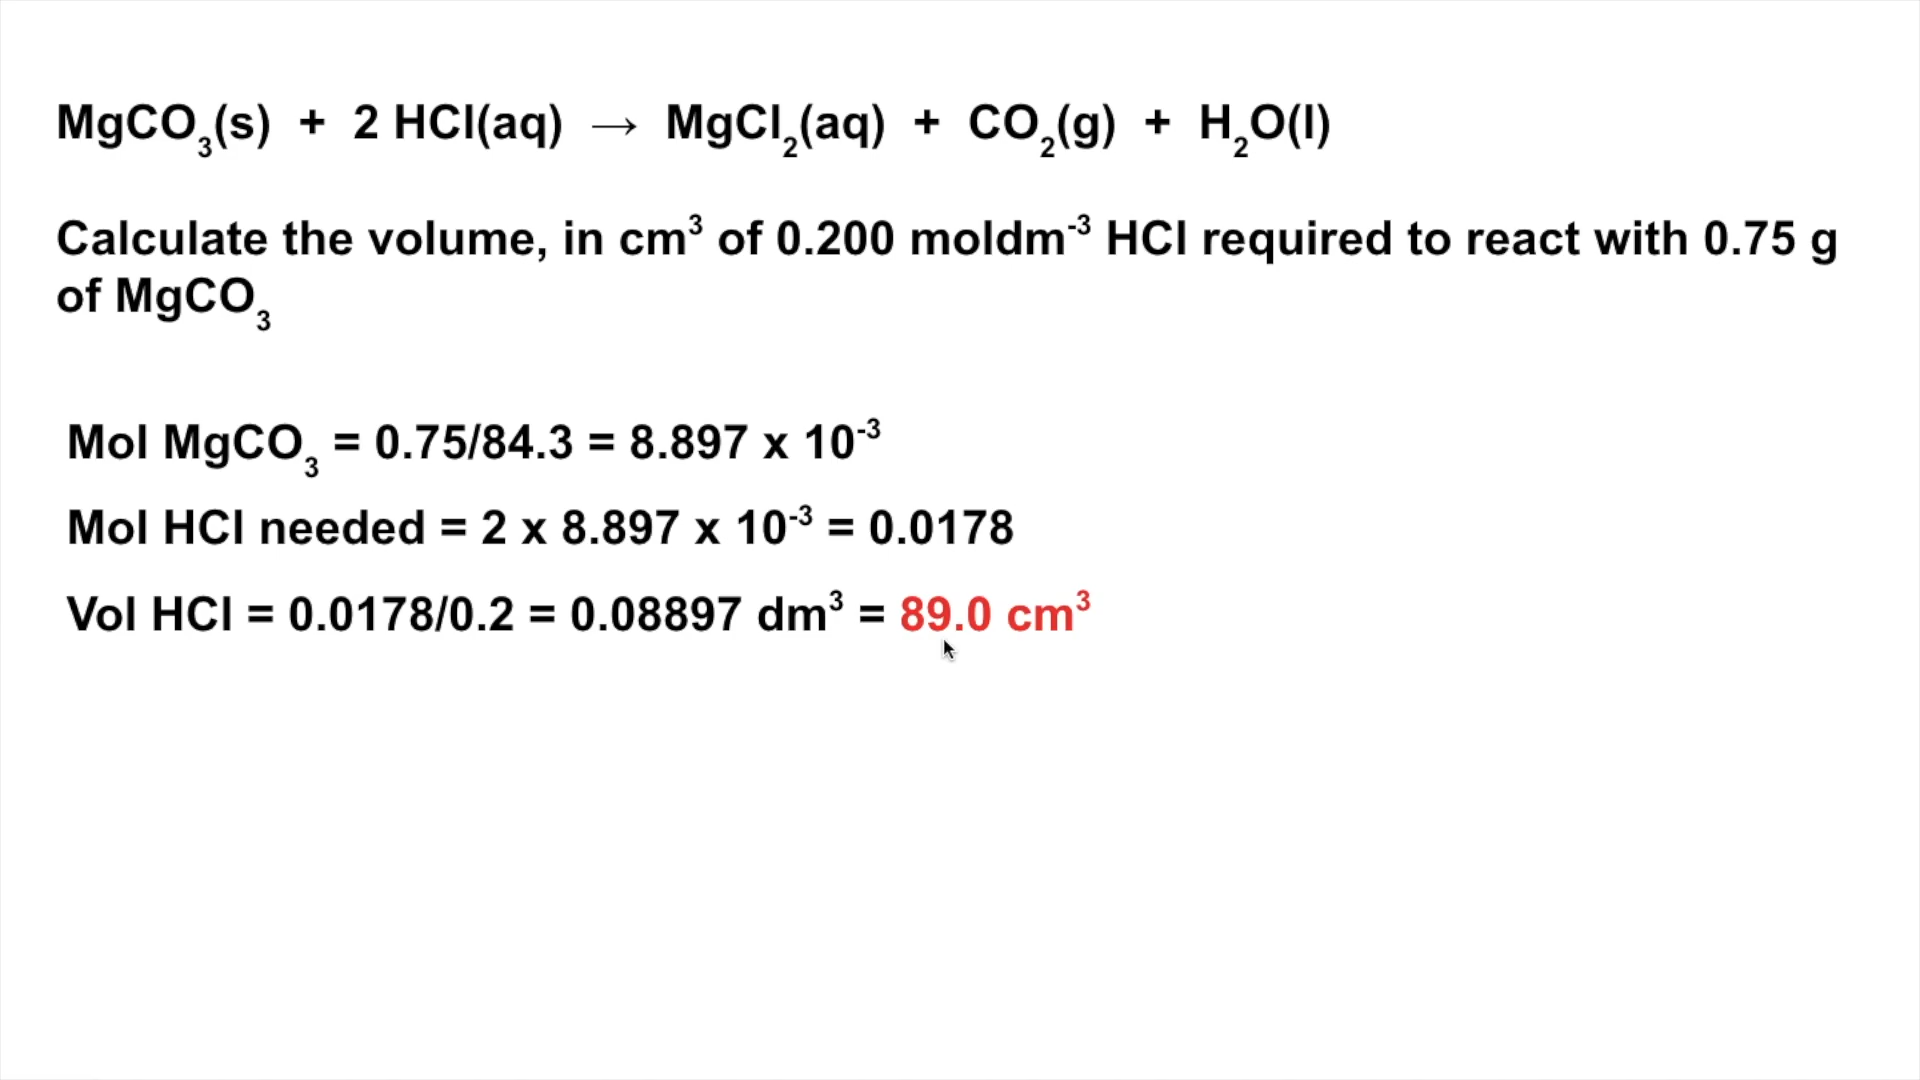 MgCO₃(s) + 2 HCl(aq) → MgCl₂(aq) + CO₂(g) + H₂O(l)
Calculate the volume, in cm³ of 0.200 moldm⁻³ HCl required to react with 0.75 g
of MgCO₃
Mol MgCO₃ = 0.75/84.3 = 8.897 x 10⁻³
Mol HCl needed = 2 x 8.897 x 10⁻³ = 0.0178
Vol HCl = 0.0178/0.2 = 0.08897 dm³ = 89.0 cm³